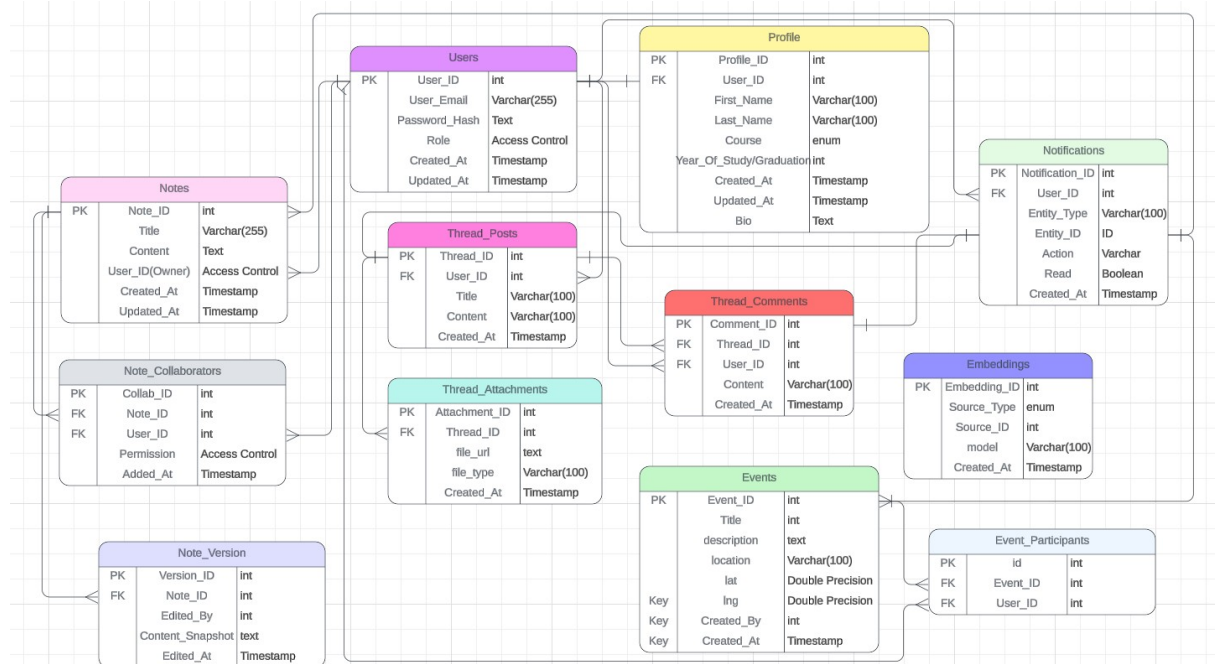 Users
PK User_ID int
User_Email Varchar(255)
Password_Hash Text
Role Access Control
Created_At Timestamp
Updated_At Timestamp
Profile
PK Profile_ID int
FK User_ID int
First_Name Varchar(100)
Last_Name Varchar(100)
Course enum
Year_Of_Study/Graduation int
Created_At Timestamp
Updated_At Timestamp
Bio Text
Notifications
PK Notification_ID int
FK User_ID int
Entity_Type Varchar(100)
Entity_ID ID
Action Varchar
Read Boolean
Created_At Timestamp
Notes
PK Note_ID int
Title Varchar(255)
Content Text
User_ID(Owner) Access Control
Created_At Timestamp
Updated_At Timestamp
Thread_Posts
PK Thread_ID int
FK User_ID int
Title Varchar(100)
Content Varchar(100)
Created_At Timestamp
Thread_Comments
PK Comment_ID int
FK Thread_ID int
FK User_ID int
Content Varchar(100)
Created_At Timestamp
Note_Collaborators
PK Collab_ID int
FK Note_ID int
FK User_ID int
Permission Access Control
Added_At Timestamp
Thread_Attachments
PK Attachment_ID int
FK Thread_ID int
file_url text
file_type Varchar(100)
Created_At Timestamp
Embeddings
PK Embedding_ID int
Source_Type enum
Source_ID int
model Varchar(100)
Created_At Timestamp
Events
PK Event_ID int
Title int
description text
location Varchar(100)
lat Double Precision
Key lng Double Precision
Key Created_By int
Key Created_At Timestamp
Event_Participants
PK id int
FK Event_ID int
FK User_ID int
Note_Version
PK Version_ID int
FK Note_ID int
Edited_By int
Content_Snapshot text
Edited_At Timestamp